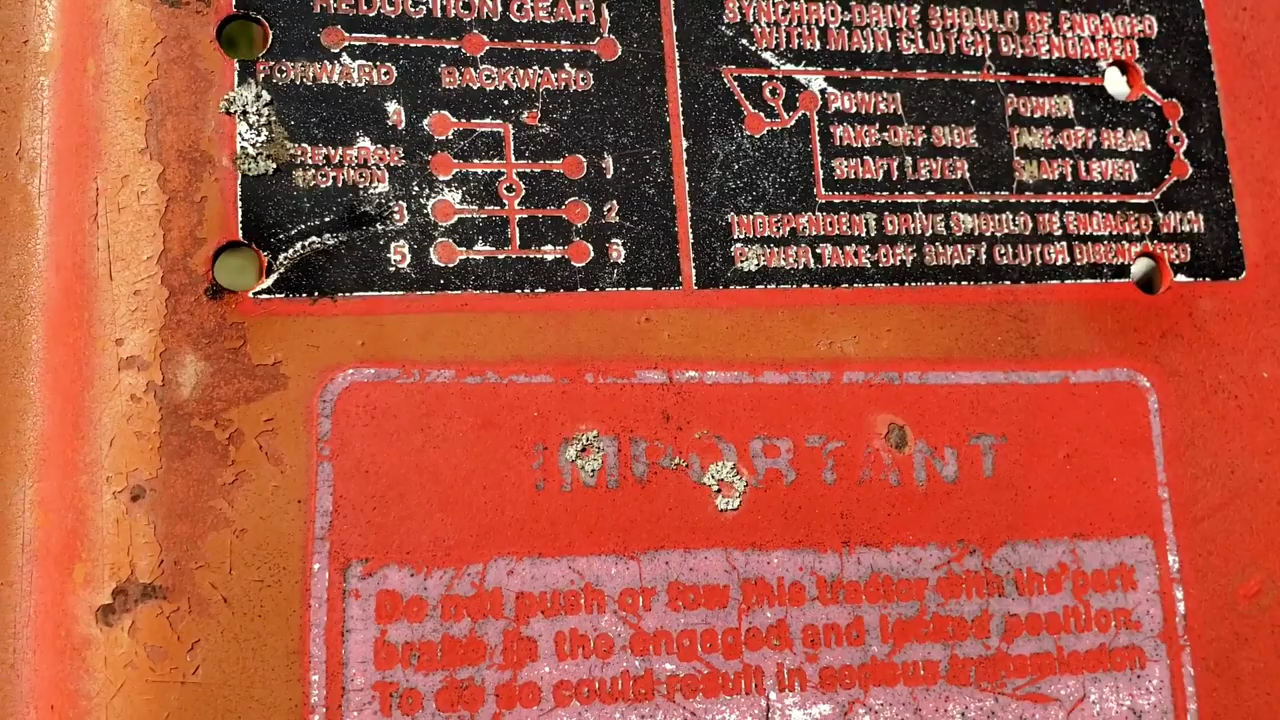 REDUCTION GEAR
FORWARD BACKWARD
4
REVERSE
MOTION
1
3 2
5 6
SYNCHRO-DRIVE SHOULD BE ENGAGED
WITH MAIN CLUTCH DISENGAGED
POWER
TAKE-OFF SIDE
SHAFT LEVER
POWER
TAKE-OFF REAR
SHAFT LEVER
INDEPENDENT DRIVE SHOULD BE ENGAGED WITH
POWER TAKE-OFF SHAFT CLUTCH DISENGAGED
IMPORTANT
Do not push or tow this tractor with the park
brake in the engaged and locked position.
To do so could result in serious transmission